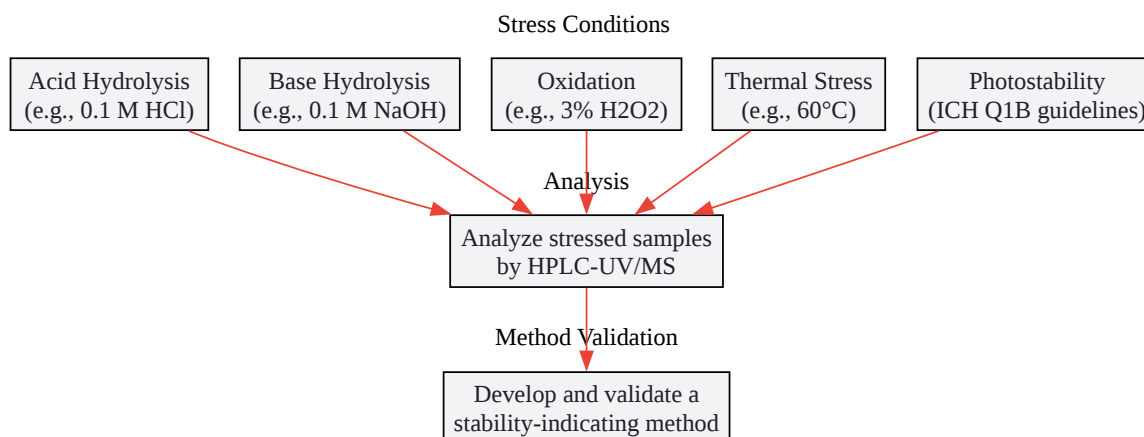 Stress Conditions
Acid Hydrolysis
(e.g., 0.1 M HCl)
Base Hydrolysis
(e.g., 0.1 M NaOH)
Oxidation
(e.g., 3% H2O2)
Thermal Stress
(e.g., 60°C)
Photostability
(ICH Q1B guidelines)
Analysis
Analyze stressed samples
by HPLC-UV/MS
Method Validation
Develop and validate a
stability-indicating method